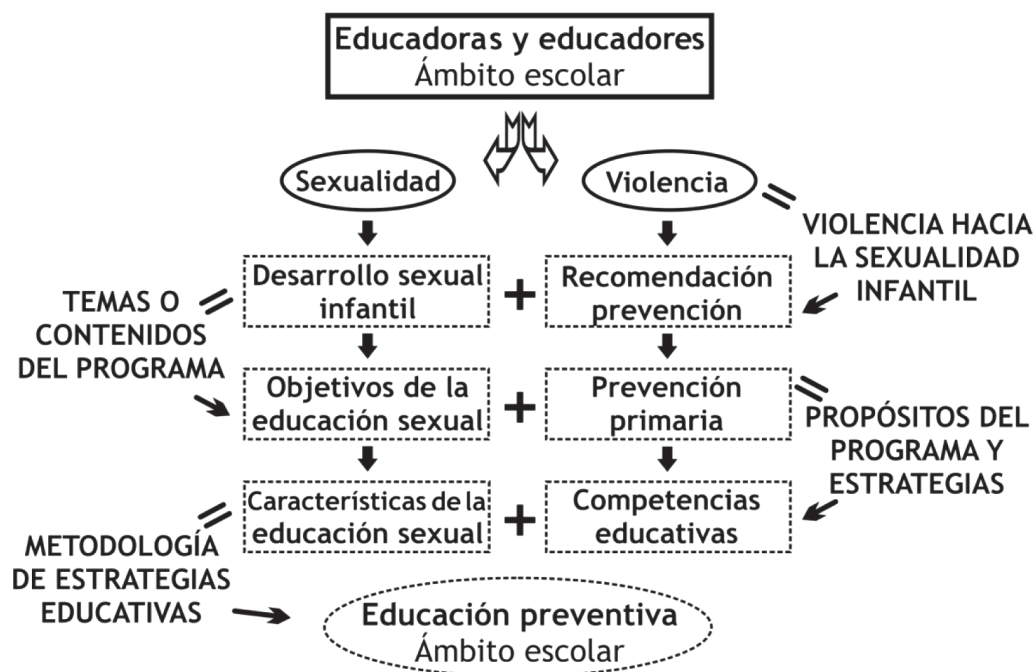 Educadoras y educadores
Ámbito escolar
Sexualidad
Violencia
VIOLENCIA HACIA
LA SEXUALIDAD
INFANTIL
Desarrollo sexual
infantil
+
Recomendación
prevención
TEMAS O
CONTENIDOS
DEL PROGRAMA
Objetivos de la
educación sexual
+
Prevención
primaria
PROPÓSITOS DEL
PROGRAMA Y
ESTRATEGIAS
Características de la
educación sexual
+
Competencias
educativas
METODOLOGÍA
DE ESTRATEGIAS
EDUCATIVAS
Educación preventiva
Ámbito escolar